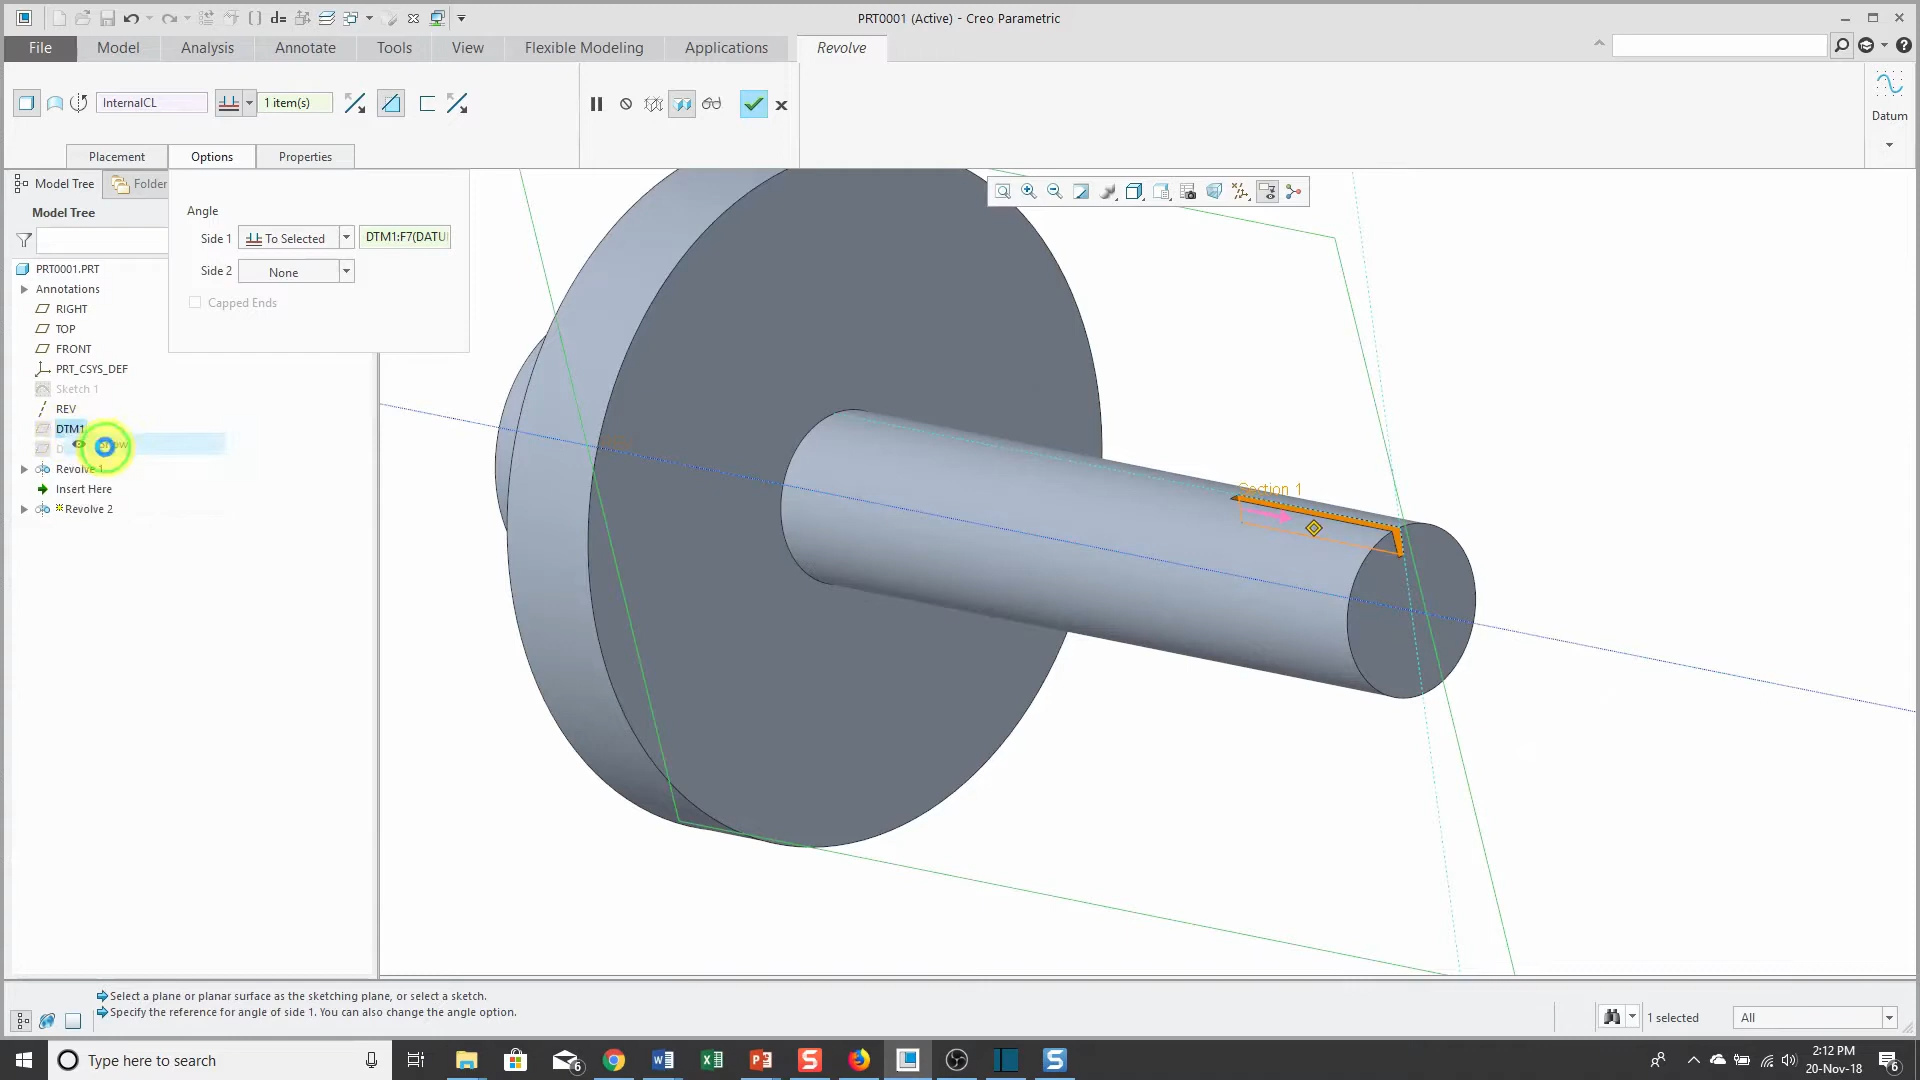 PRT0001 (Active) - Creo Parametric
File
Model
Analysis
Annotate
Tools
View
Flexible Modeling
Applications
Revolve
InternalCL
1 item(s)
Datum
Placement
Options
Properties
Model Tree
Folder
Model Tree
Angle
Side 1
To Selected
DTM1:F7(DATU
Side 2
None
Capped Ends
PRT0001.PRT
Annotations
RIGHT
TOP
FRONT
PRT_CSYS_DEF
Sketch 1
REV
DTM1
D
Revolve 1
Insert Here
Revolve 2
Section 1
Select a plane or planar surface as the sketching plane, or select a sketch.
Specify the reference for angle of side 1. You can also change the angle option.
1 selected
All
Type here to search
6
2:12 PM
20-Nov-18
6